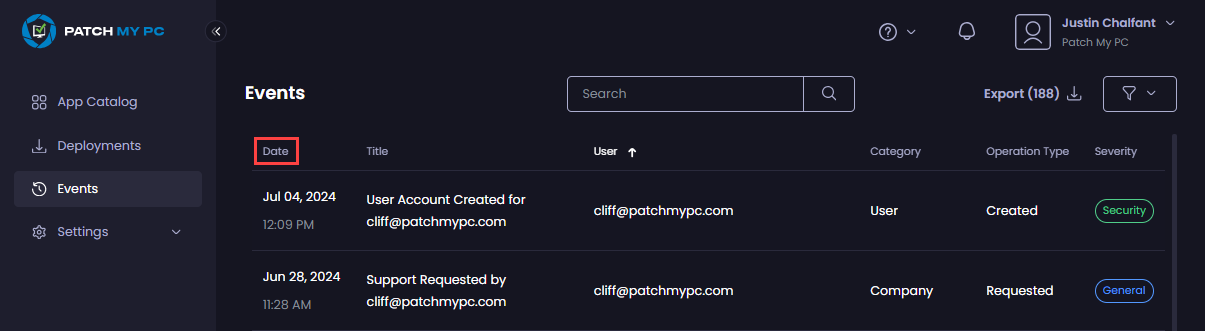 PATCH MY PC
Justin Chalfant
Patch My PC
App Catalog
Deployments
Events
Settings
Events
Search
Export (188)
Date Title User Category Operation Type Severity
Jul 04, 2024
12:09 PM
User Account Created for
cliff@patchmypc.com
cliff@patchmypc.com
User
Created
Security
Jun 28, 2024
11:28 AM
Support Requested by
cliff@patchmypc.com
cliff@patchmypc.com
Company
Requested
General